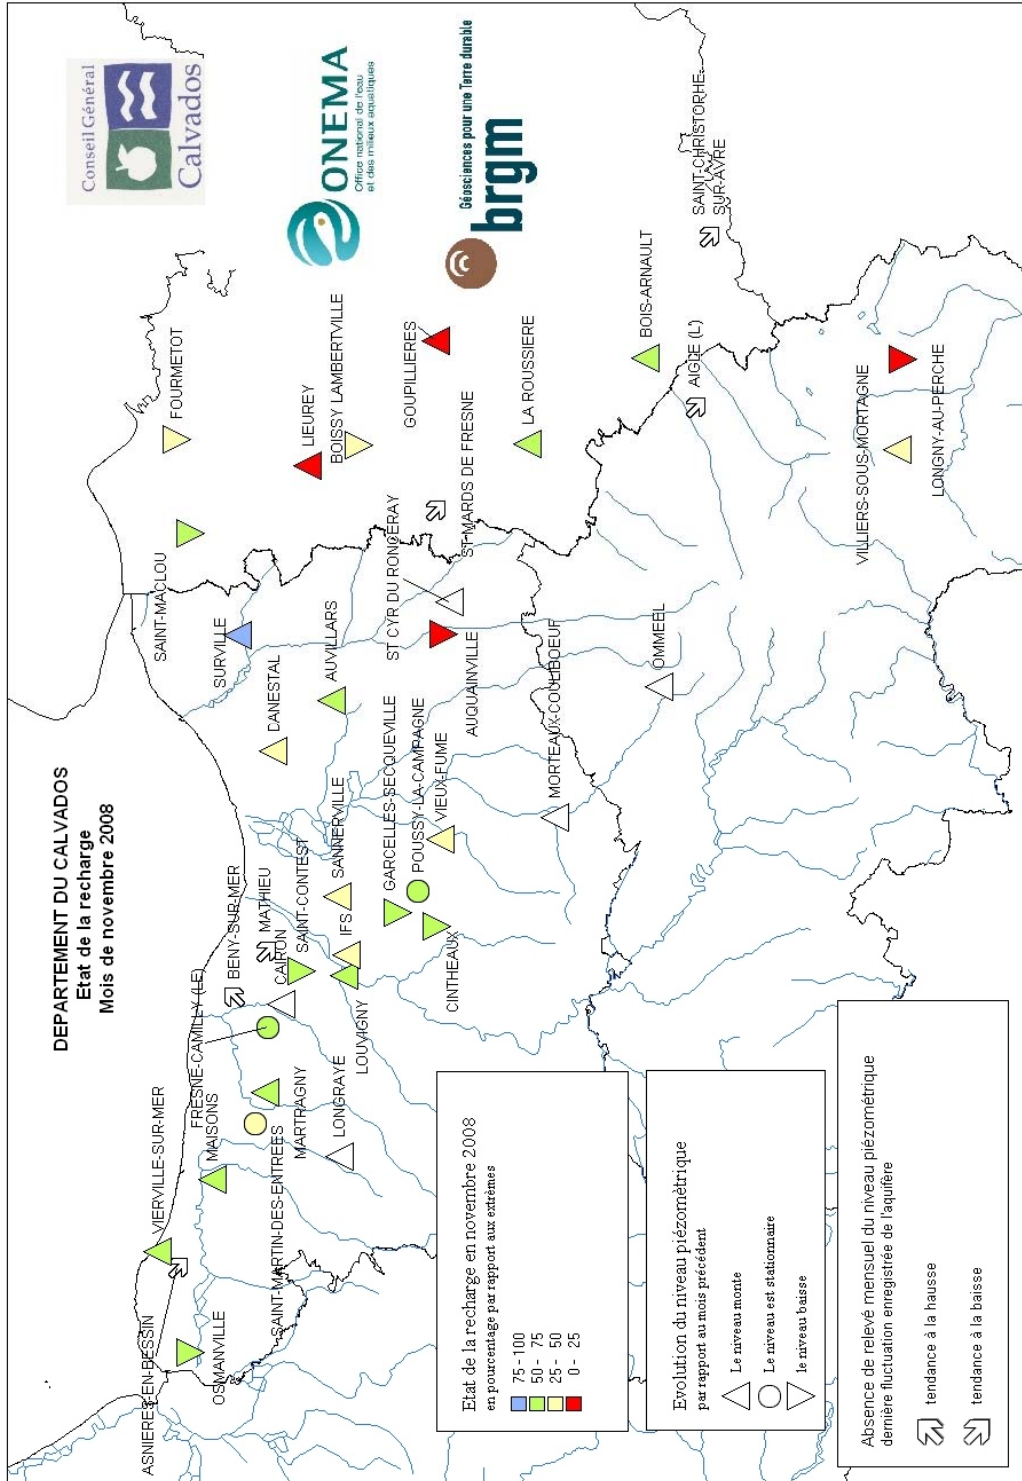 DEPARTEMENT DU CALVADOS
Etat de la recharge
Mois de novembre 2008
Conseil Général
Calvados
ONEMA
Office national de l'eau
et des milieux aquatiques
Géosciences pour une Terre durable
brgm
ASNIERES-EN-BESSIN
VIERVILLE-SUR-MER
OSMANVILLE
MAISONS
SAINT-MARTIN-DES-ENTREES
MARTRAGNY
LONGRAYE
FRESNE-CAMILLY (LE)
BENY-SUR-MER
MATHIEU
CAIRON
SAINT-CONTEST
LOUVIGNY
IFS
SANNERVILLE
CINTHEAUX
GARCELLES-SECQUEVILLE
POUSSY-LA-CAMPAGNE
VIEUX-FUME
DANESTAL
AUVILLARS
SURVILLE
SAINT-MACLOU
FOURMETOT
LIEUREY
BOISSY LAMBERTVILLE
GOUPILLIERES
ST-MARDS DE FRESNE
ST CYR DU RONCERAY
AUQUAINVILLE
MORTEAUX-COULIBOEUF
OMMEEL
LA ROUSSIERE
BOIS-ARNAULT
AIGLE (L')
SAINT-CHRISTORHE-
SUR-AVRE
VILLIERS-SOUS-MORTAGNE
LONGNY-AU-PERCHE
Etat de la recharge en novembre 2008
en pourcentage par rapport aux extrêmes
75 - 100
50 - 75
25 - 50
0 - 25
Evolution du niveau piézomètrique
par rapport au mois précédent
Le niveau monte
Le niveau est stationnaire
le niveau baisse
Absence de relevé mensuel du niveau piézométrique
dernière fluctuation enregistrée de l'aquifère
tendance à la hausse
tendance à la baisse